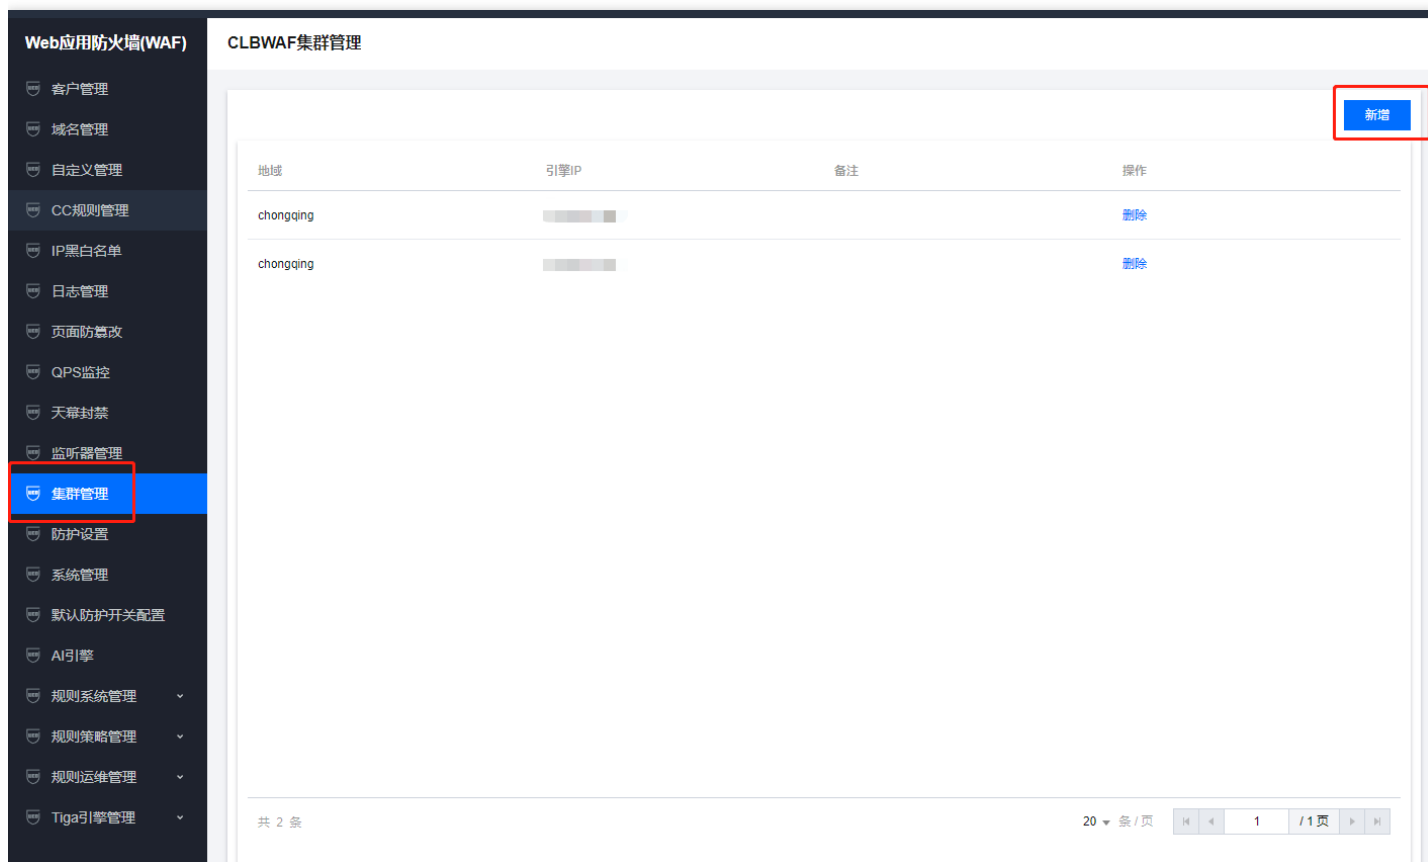 Web应用防火墙(WAF)
CLBWAF集群管理
客户管理
域名管理
自定义管理
CC规则管理
IP黑白名单
日志管理
页面防篡改
QPS监控
天幕封禁
监听器管理
集群管理
防护设置
系统管理
默认防护开关配置
AI引擎
规则系统管理
规则策略管理
规则运维管理
Tiga引擎管理
新增
地域 引擎IP 备注 操作
chongqing 删除
chongqing 删除
共 2 条 20 条 / 页 1 / 1 页